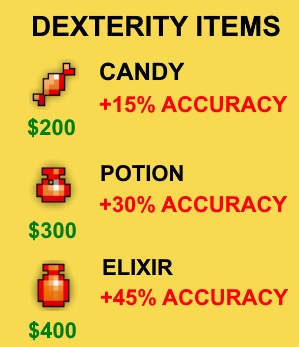 DEXTERITY ITEMS
CANDY
+15% ACCURACY
$200
POTION
+30% ACCURACY
$300
ELIXIR
+45% ACCURACY
$400